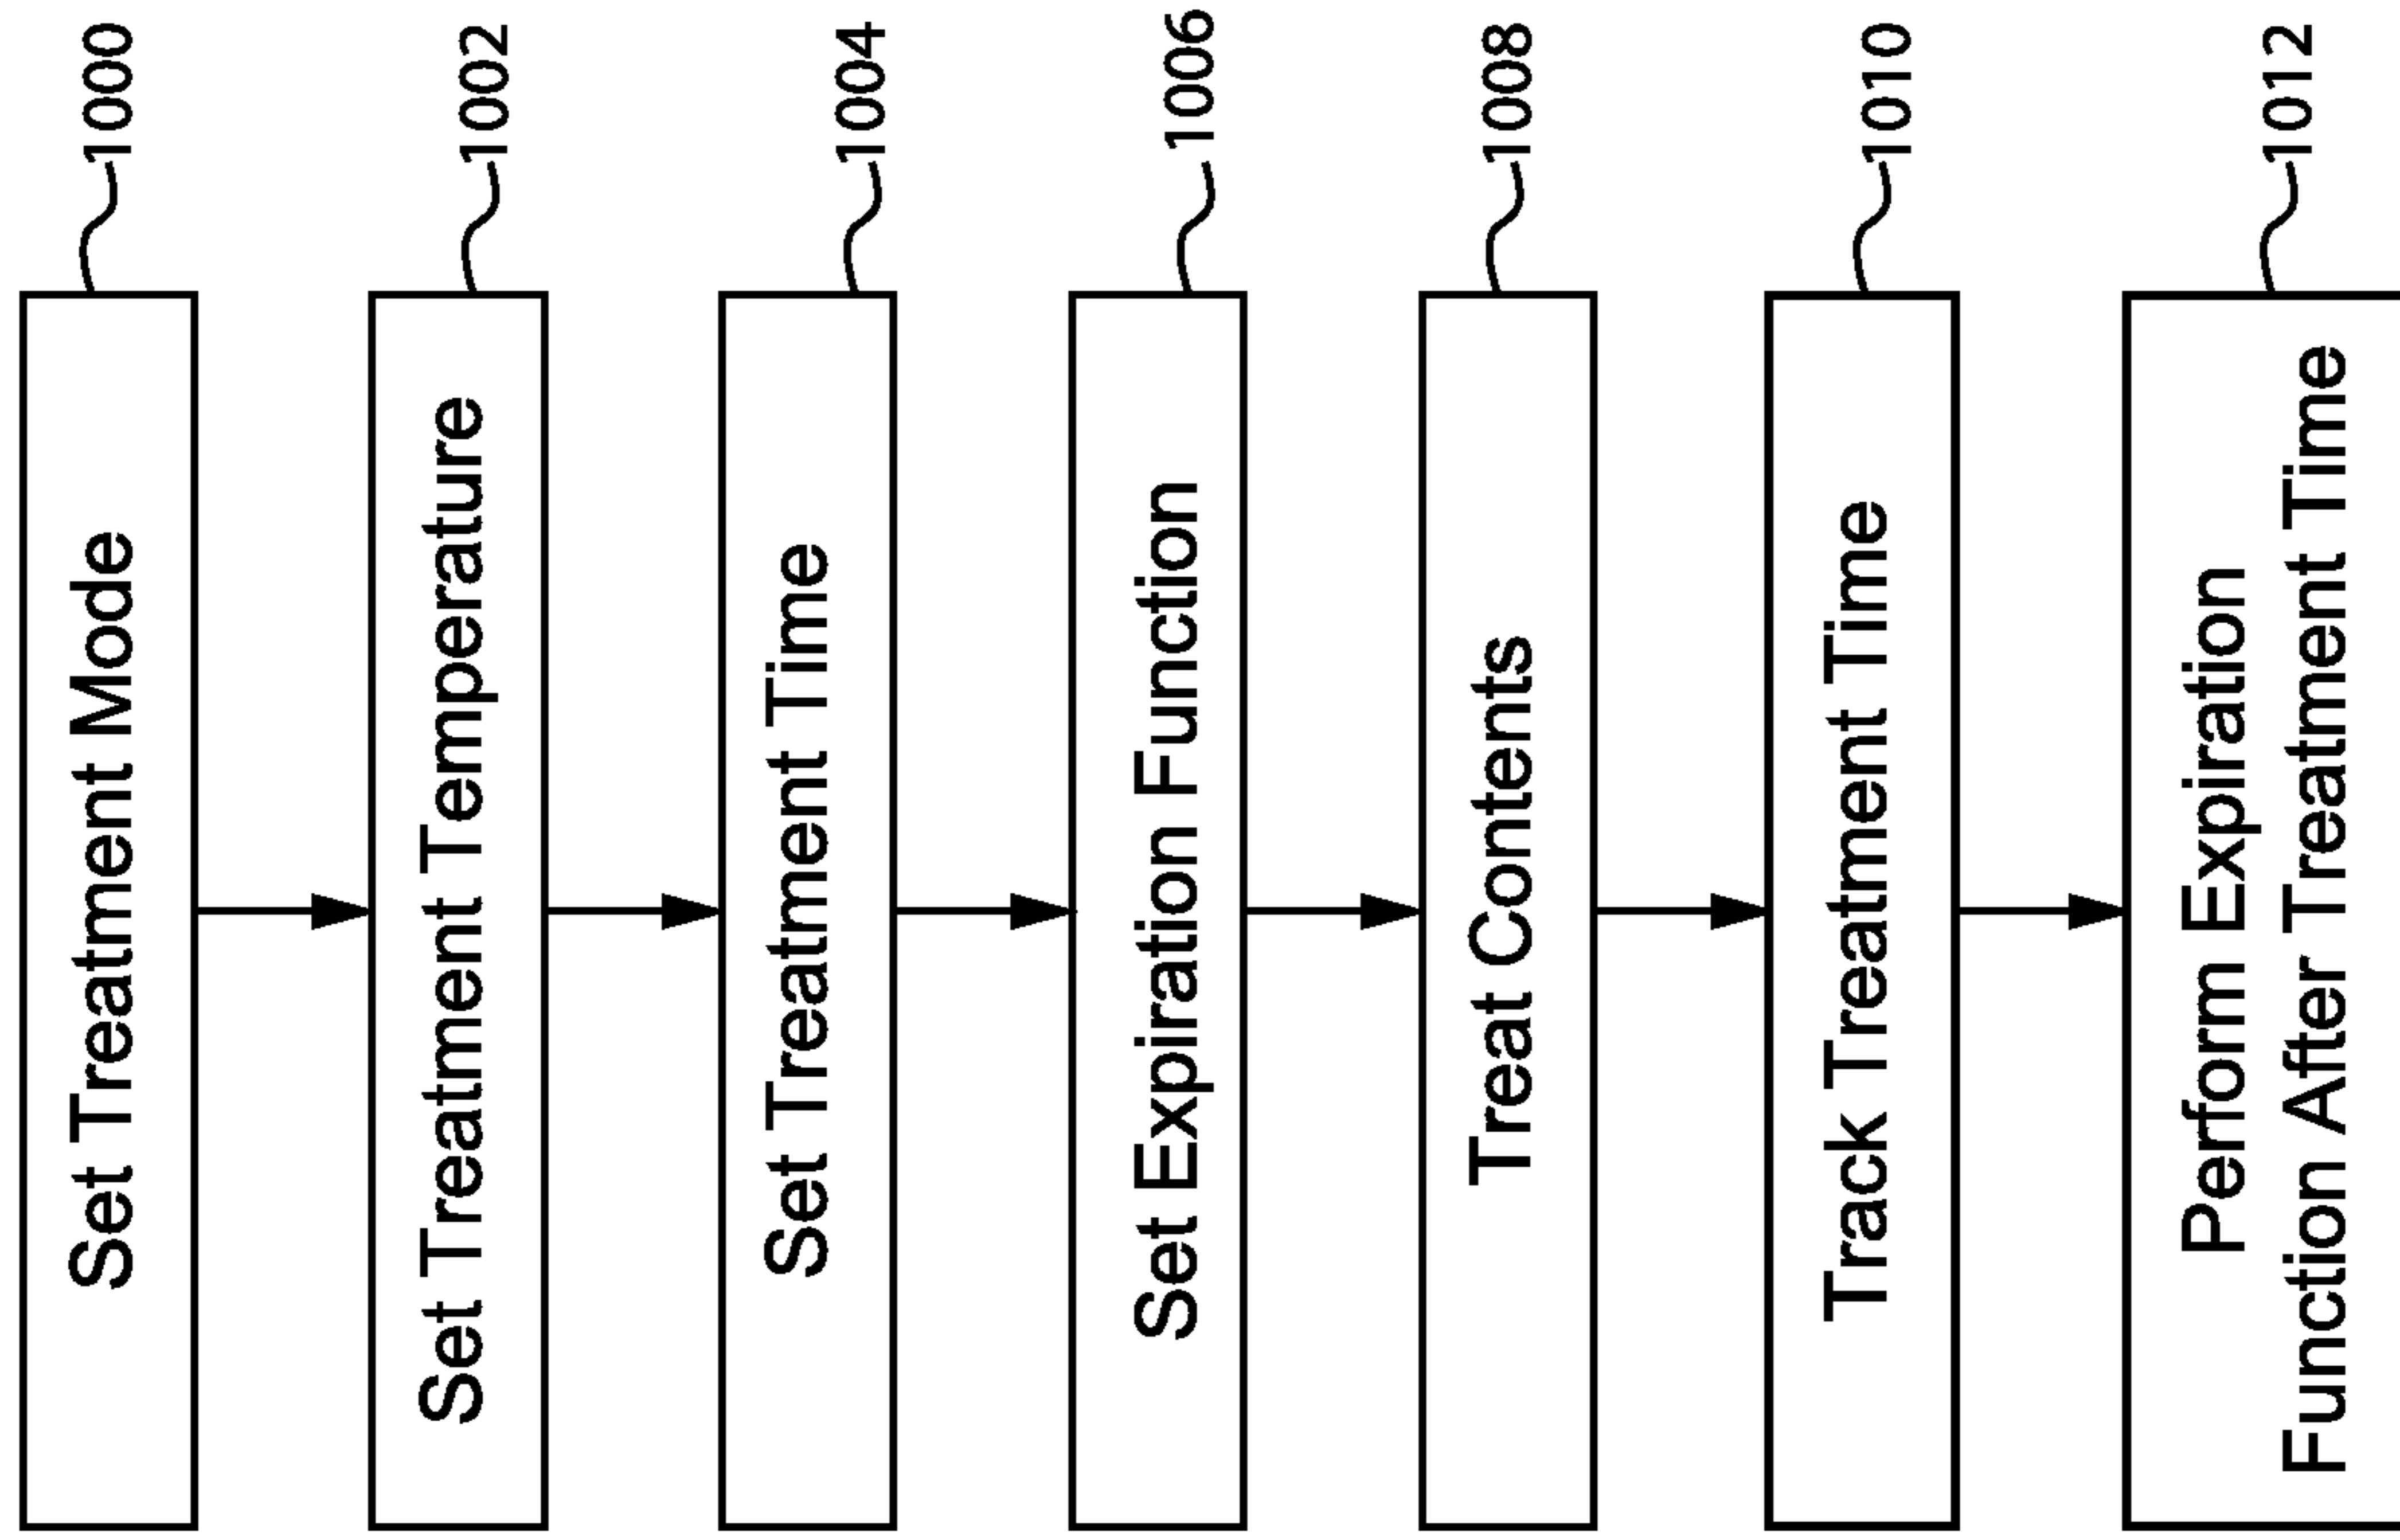 Set Treatment Mode
1000
Set Treatment Temperature
1002
Set Treatment Time
1004
Set Expiration Function
1006
Treat Contents
1008
Track Treatment Time
1010
Perform Expiration
Function After Treatment Time
1012